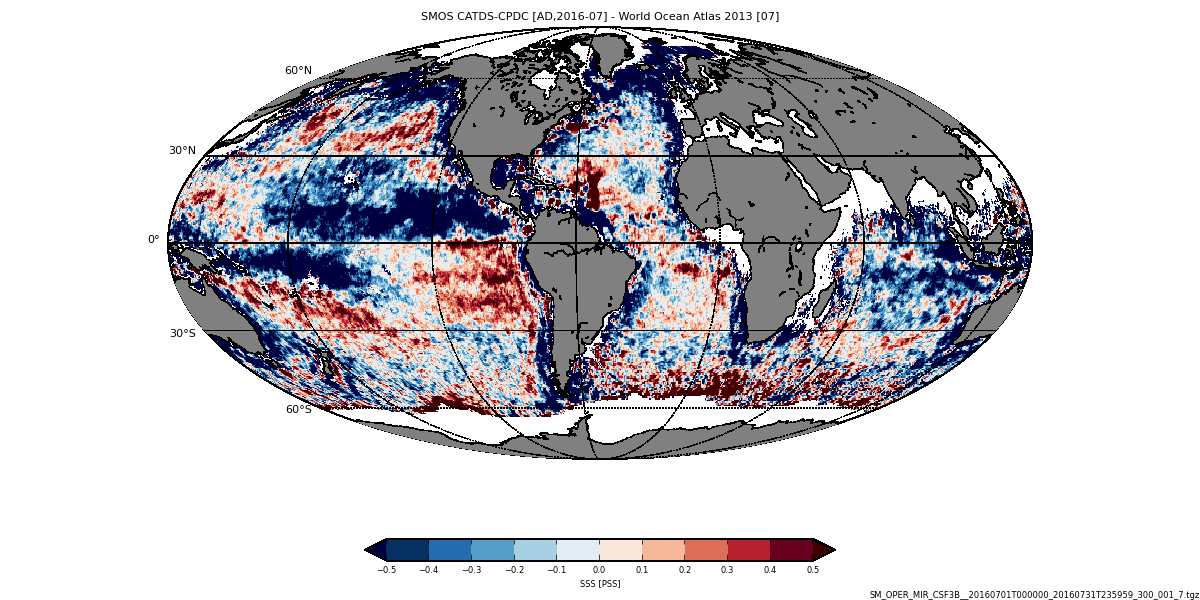 SMOS CATDS-CPDC [AD,2016-07] - World Ocean Atlas 2013 [07]
60°N
30°N
0°
30°S
60°S
−0.5 −0.4 −0.3 −0.2 −0.1 0.0 0.1 0.2 0.3 0.4 0.5
SSS [PSS]
SM_OPER_MIR_CSF3B__20160701T000000_20160731T235959_300_001_7.tgz